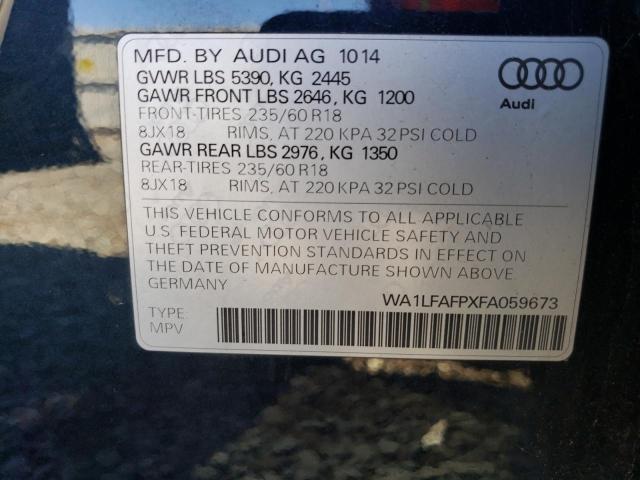 MFD. BY AUDI AG 10 14
GVWR LBS 5390, KG 2445
GAWR FRONT LBS 2646, KG 1200
FRONT-TIRES 235/60 R18
8JX18 RIMS, AT 220 KPA 32 PSI COLD
GAWR REAR LBS 2976, KG 1350
REAR-TIRES 235/60 R18
8JX18 RIMS, AT 220 KPA 32 PSI COLD
Audi
THIS VEHICLE CONFORMS TO ALL APPLICABLE
U.S. FEDERAL MOTOR VEHICLE SAFETY AND
THEFT PREVENTION STANDARDS IN EFFECT ON
THE DATE OF MANUFACTURE SHOWN ABOVE
GERMANY
WA1LFAFPXFA059673
TYPE:
MPV